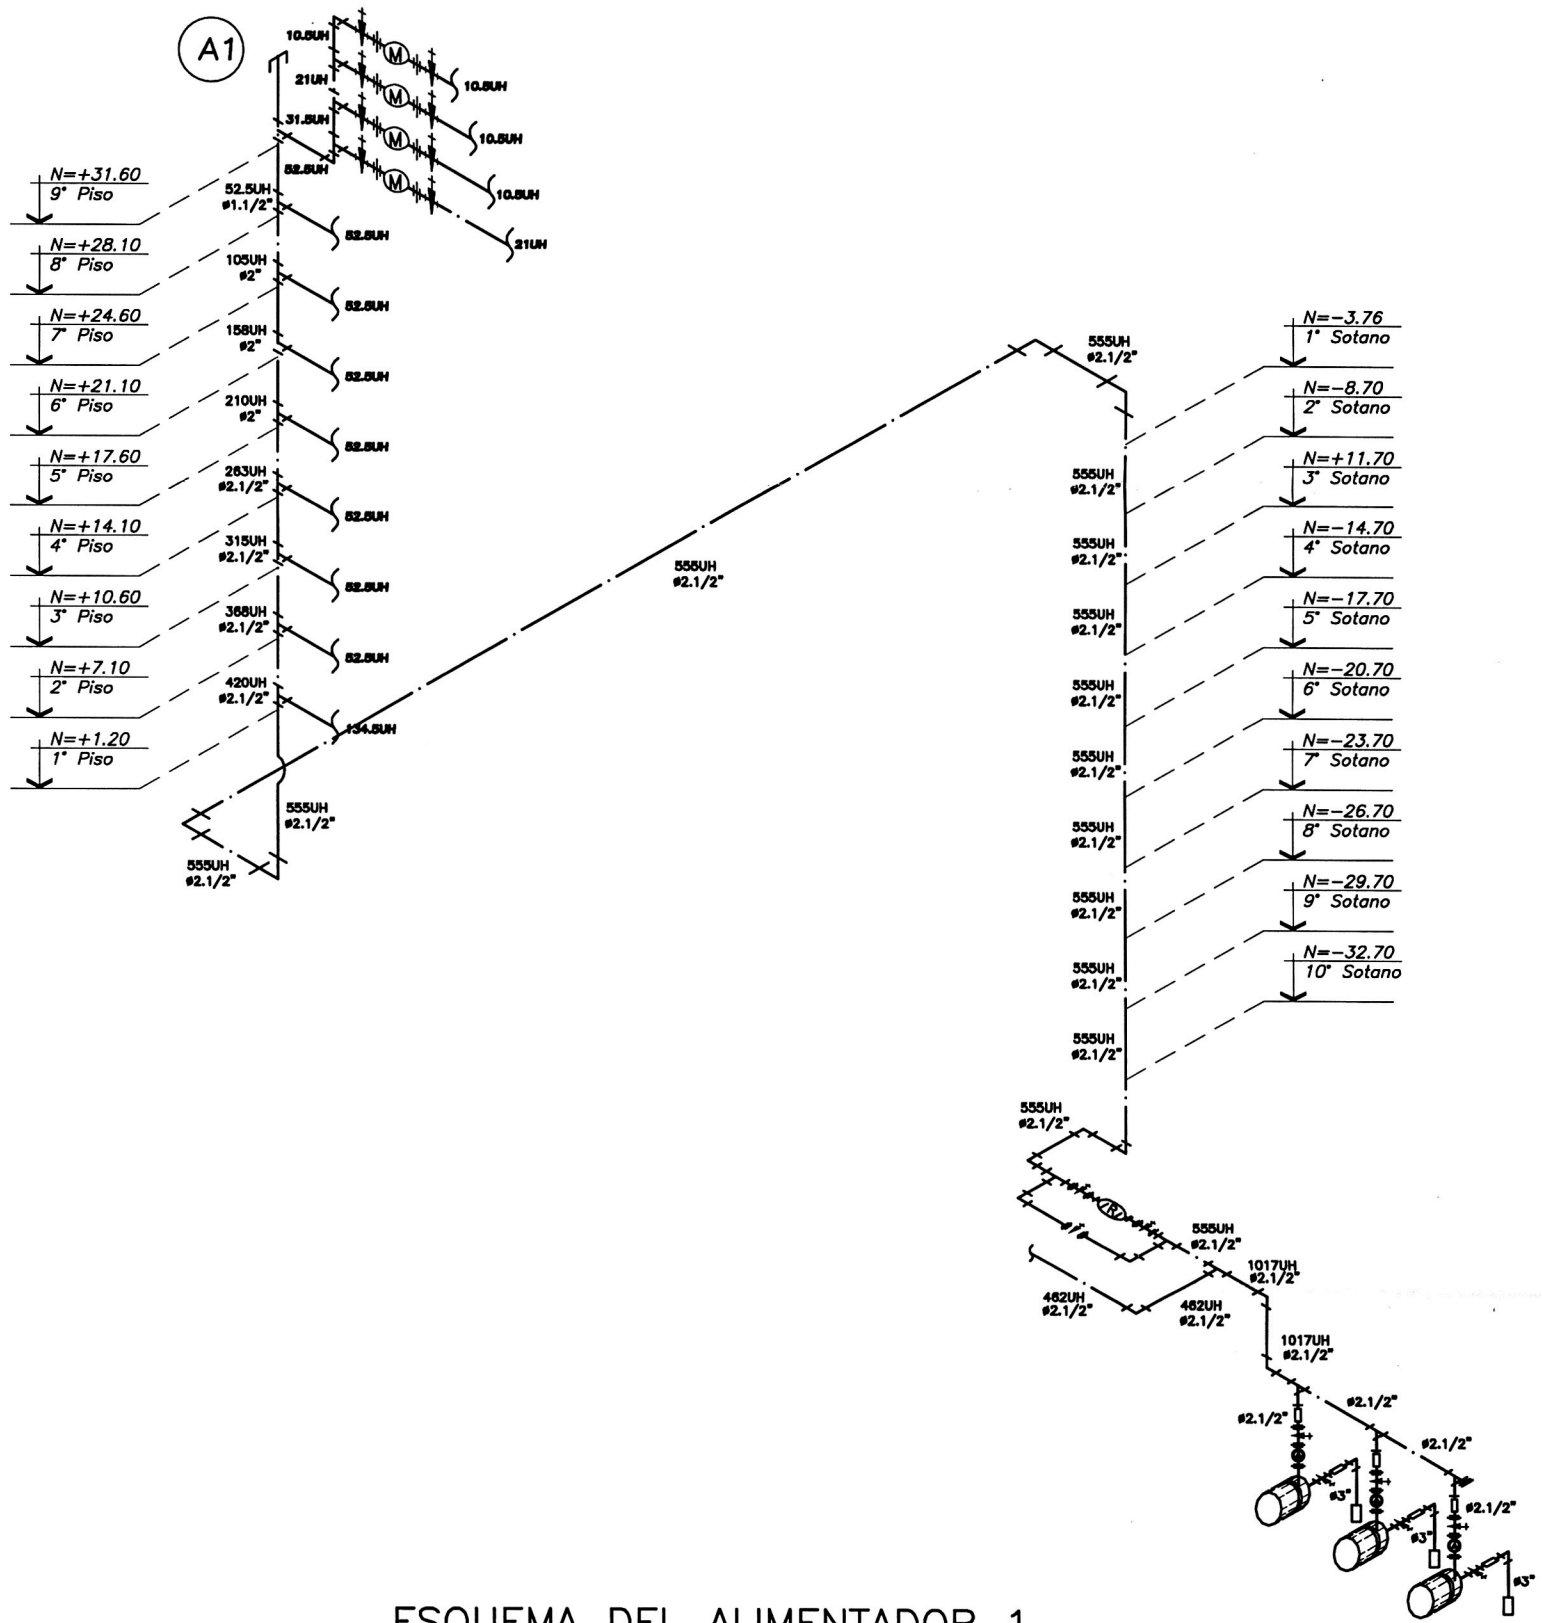 A1
10.5UH
21UH
31.5UH
52.5UH
M
M
M
M
10.5UH
10.5UH
10.5UH
21UH
N=+31.60
9° Piso
N=+28.10
8° Piso
N=+24.60
7° Piso
N=+21.10
6° Piso
N=+17.60
5° Piso
N=+14.10
4° Piso
N=+10.60
3° Piso
N=+7.10
2° Piso
N=+1.20
1° Piso
52.5UH
ø1.1/2"
52.5UH
105UH
ø2"
52.5UH
158UH
ø2"
52.5UH
210UH
ø2"
52.5UH
263UH
ø2.1/2"
52.5UH
315UH
ø2.1/2"
52.5UH
368UH
ø2.1/2"
52.5UH
420UH
ø2.1/2"
134.5UH
555UH
ø2.1/2"
555UH
ø2.1/2"
555UH
ø2.1/2"
555UH
ø2.1/2"
N=-3.76
1° Sotano
N=-8.70
2° Sotano
N=+11.70
3° Sotano
N=-14.70
4° Sotano
N=-17.70
5° Sotano
N=-20.70
6° Sotano
N=-23.70
7° Sotano
N=-26.70
8° Sotano
N=-29.70
9° Sotano
N=-32.70
10° Sotano
555UH
ø2.1/2"
555UH
ø2.1/2"
555UH
ø2.1/2"
555UH
ø2.1/2"
555UH
ø2.1/2"
555UH
ø2.1/2"
555UH
ø2.1/2"
555UH
ø2.1/2"
555UH
ø2.1/2"
555UH
ø2.1/2"
R
555UH
ø2.1/2"
1017UH
ø2.1/2"
462UH
ø2.1/2"
462UH
ø2.1/2"
1017UH
ø2.1/2"
ø2.1/2"
ø2.1/2"
ø2.1/2"
ø2.1/2"
ø3"
ø3"
ø3"
ESQUEMA DEL ALIMENTADOR 1